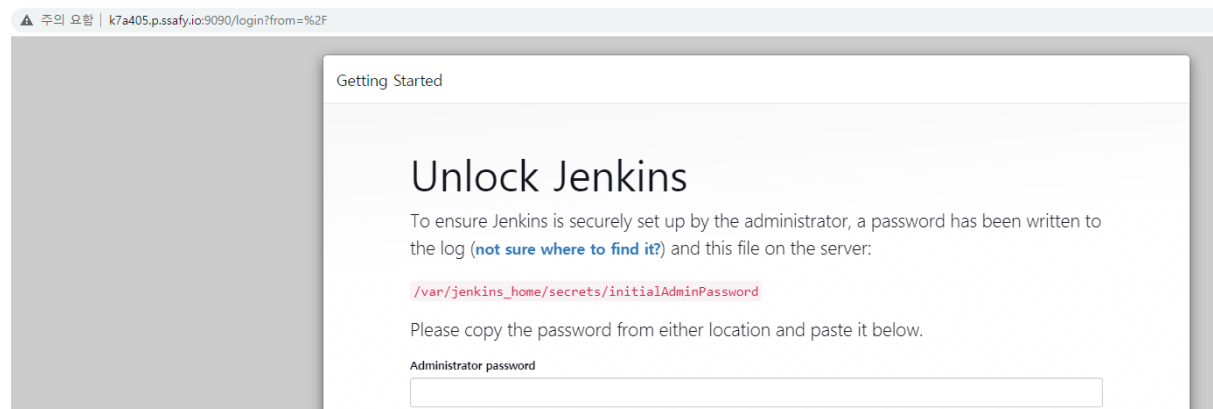 주의 요함 | k7a405.p.ssafy.io:9090/login?from=%2F
Getting Started
Unlock Jenkins
To ensure Jenkins is securely set up by the administrator, a password has been written to
the log (not sure where to find it?) and this file on the server:
/var/jenkins_home/secrets/initialAdminPassword
Please copy the password from either location and paste it below.
Administrator password